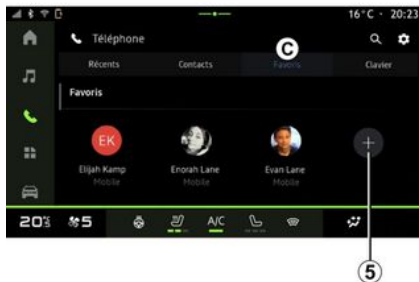 16°C · 20:23
Téléphone
C
Récents Contacts Favoris Clavier
Favoris
EK
Elijah Kamp Enorah Lane Evan Lane
Mobile Mobile Mobile
20°5 5 A/C
5